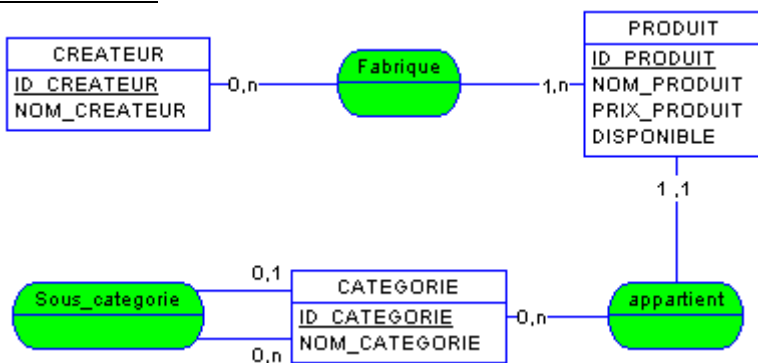 CREATEUR
ID_CREATEUR
NOM_CREATEUR
0,n
Fabrique
1,n
PRODUIT
ID_PRODUIT
NOM_PRODUIT
PRIX_PRODUIT
DISPONIBLE
1,1
Sous_categorie
0,1
0,n
CATEGORIE
ID_CATEGORIE
NOM_CATEGORIE
0,n
appartient